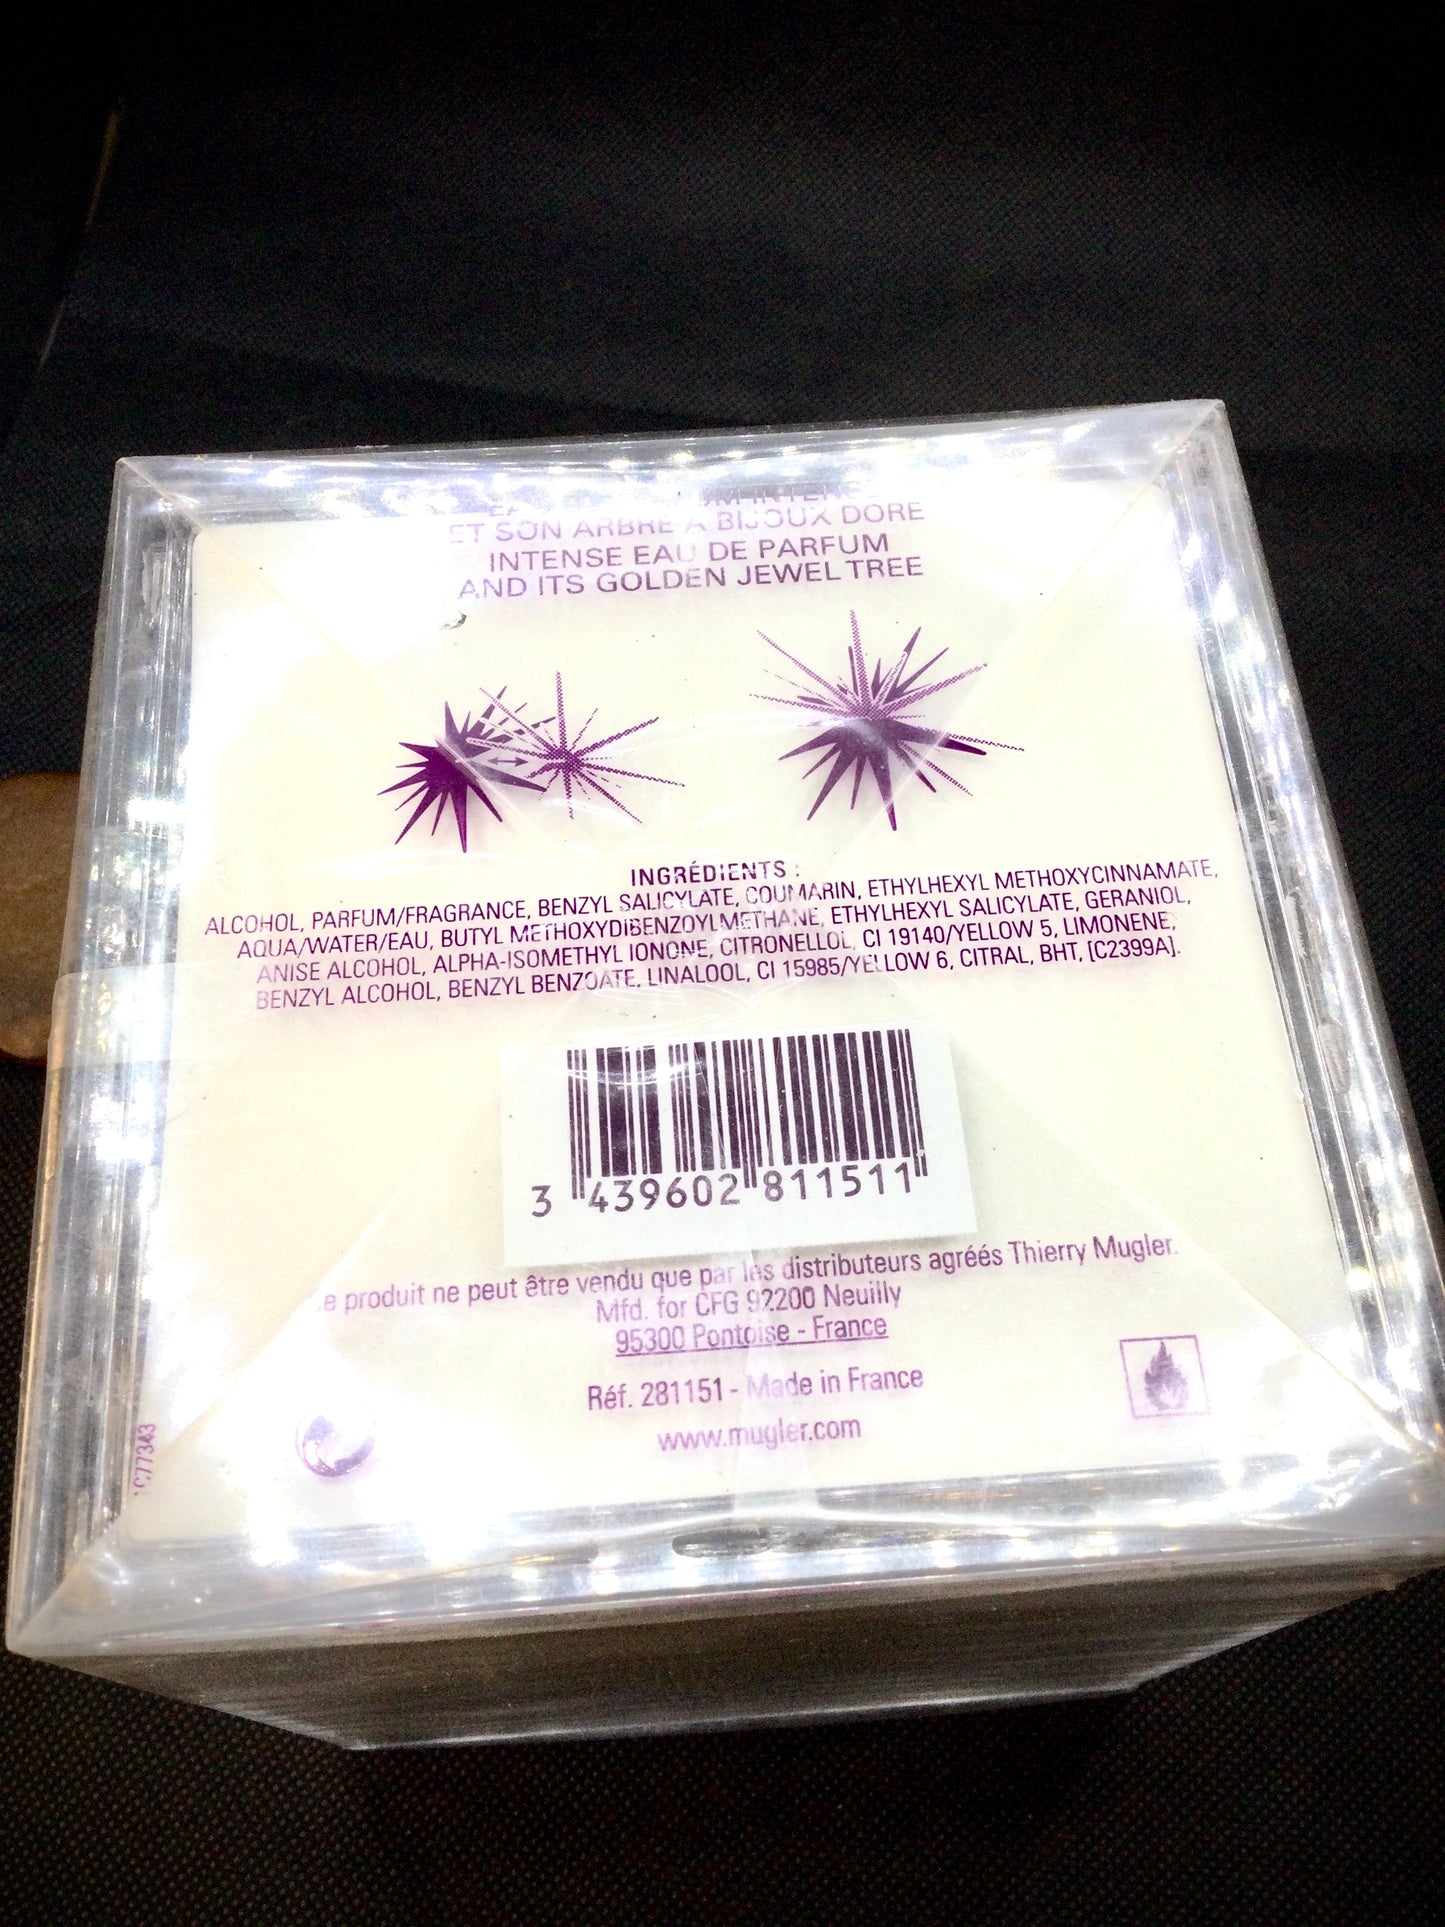 ET SON ARBRE À BIJOUX DORE
INTENSE EAU DE PARFUM
AND ITS GOLDEN JEWEL TREE
INGRÉDIENTS :
ALCOHOL, PARFUM/FRAGRANCE, BENZYL SALICYLATE, COUMARIN, ETHYLHEXYL METHOXYCINNAMATE,
AQUA/WATER/EAU, BUTYL METHOXYDIBENZOYLMETHANE, ETHYLHEXYL SALICYLATE, GERANIOL,
ANISE ALCOHOL, ALPHA-ISOMETHYL IONONE, CITRONELLOL, CI 19140/YELLOW 5, LIMONENE,
BENZYL ALCOHOL, BENZYL BENZOATE, LINALOOL, CI 15985/YELLOW 6, CITRAL, BHT, [C2399A].
3 439602 811511
produit ne peut être vendu que par les distributeurs agréés Thierry Mugler.
Mfd. for CFG 92200 Neuilly
95300 Pontoise - France
Réf. 281151 - Made in France
www.mugler.com